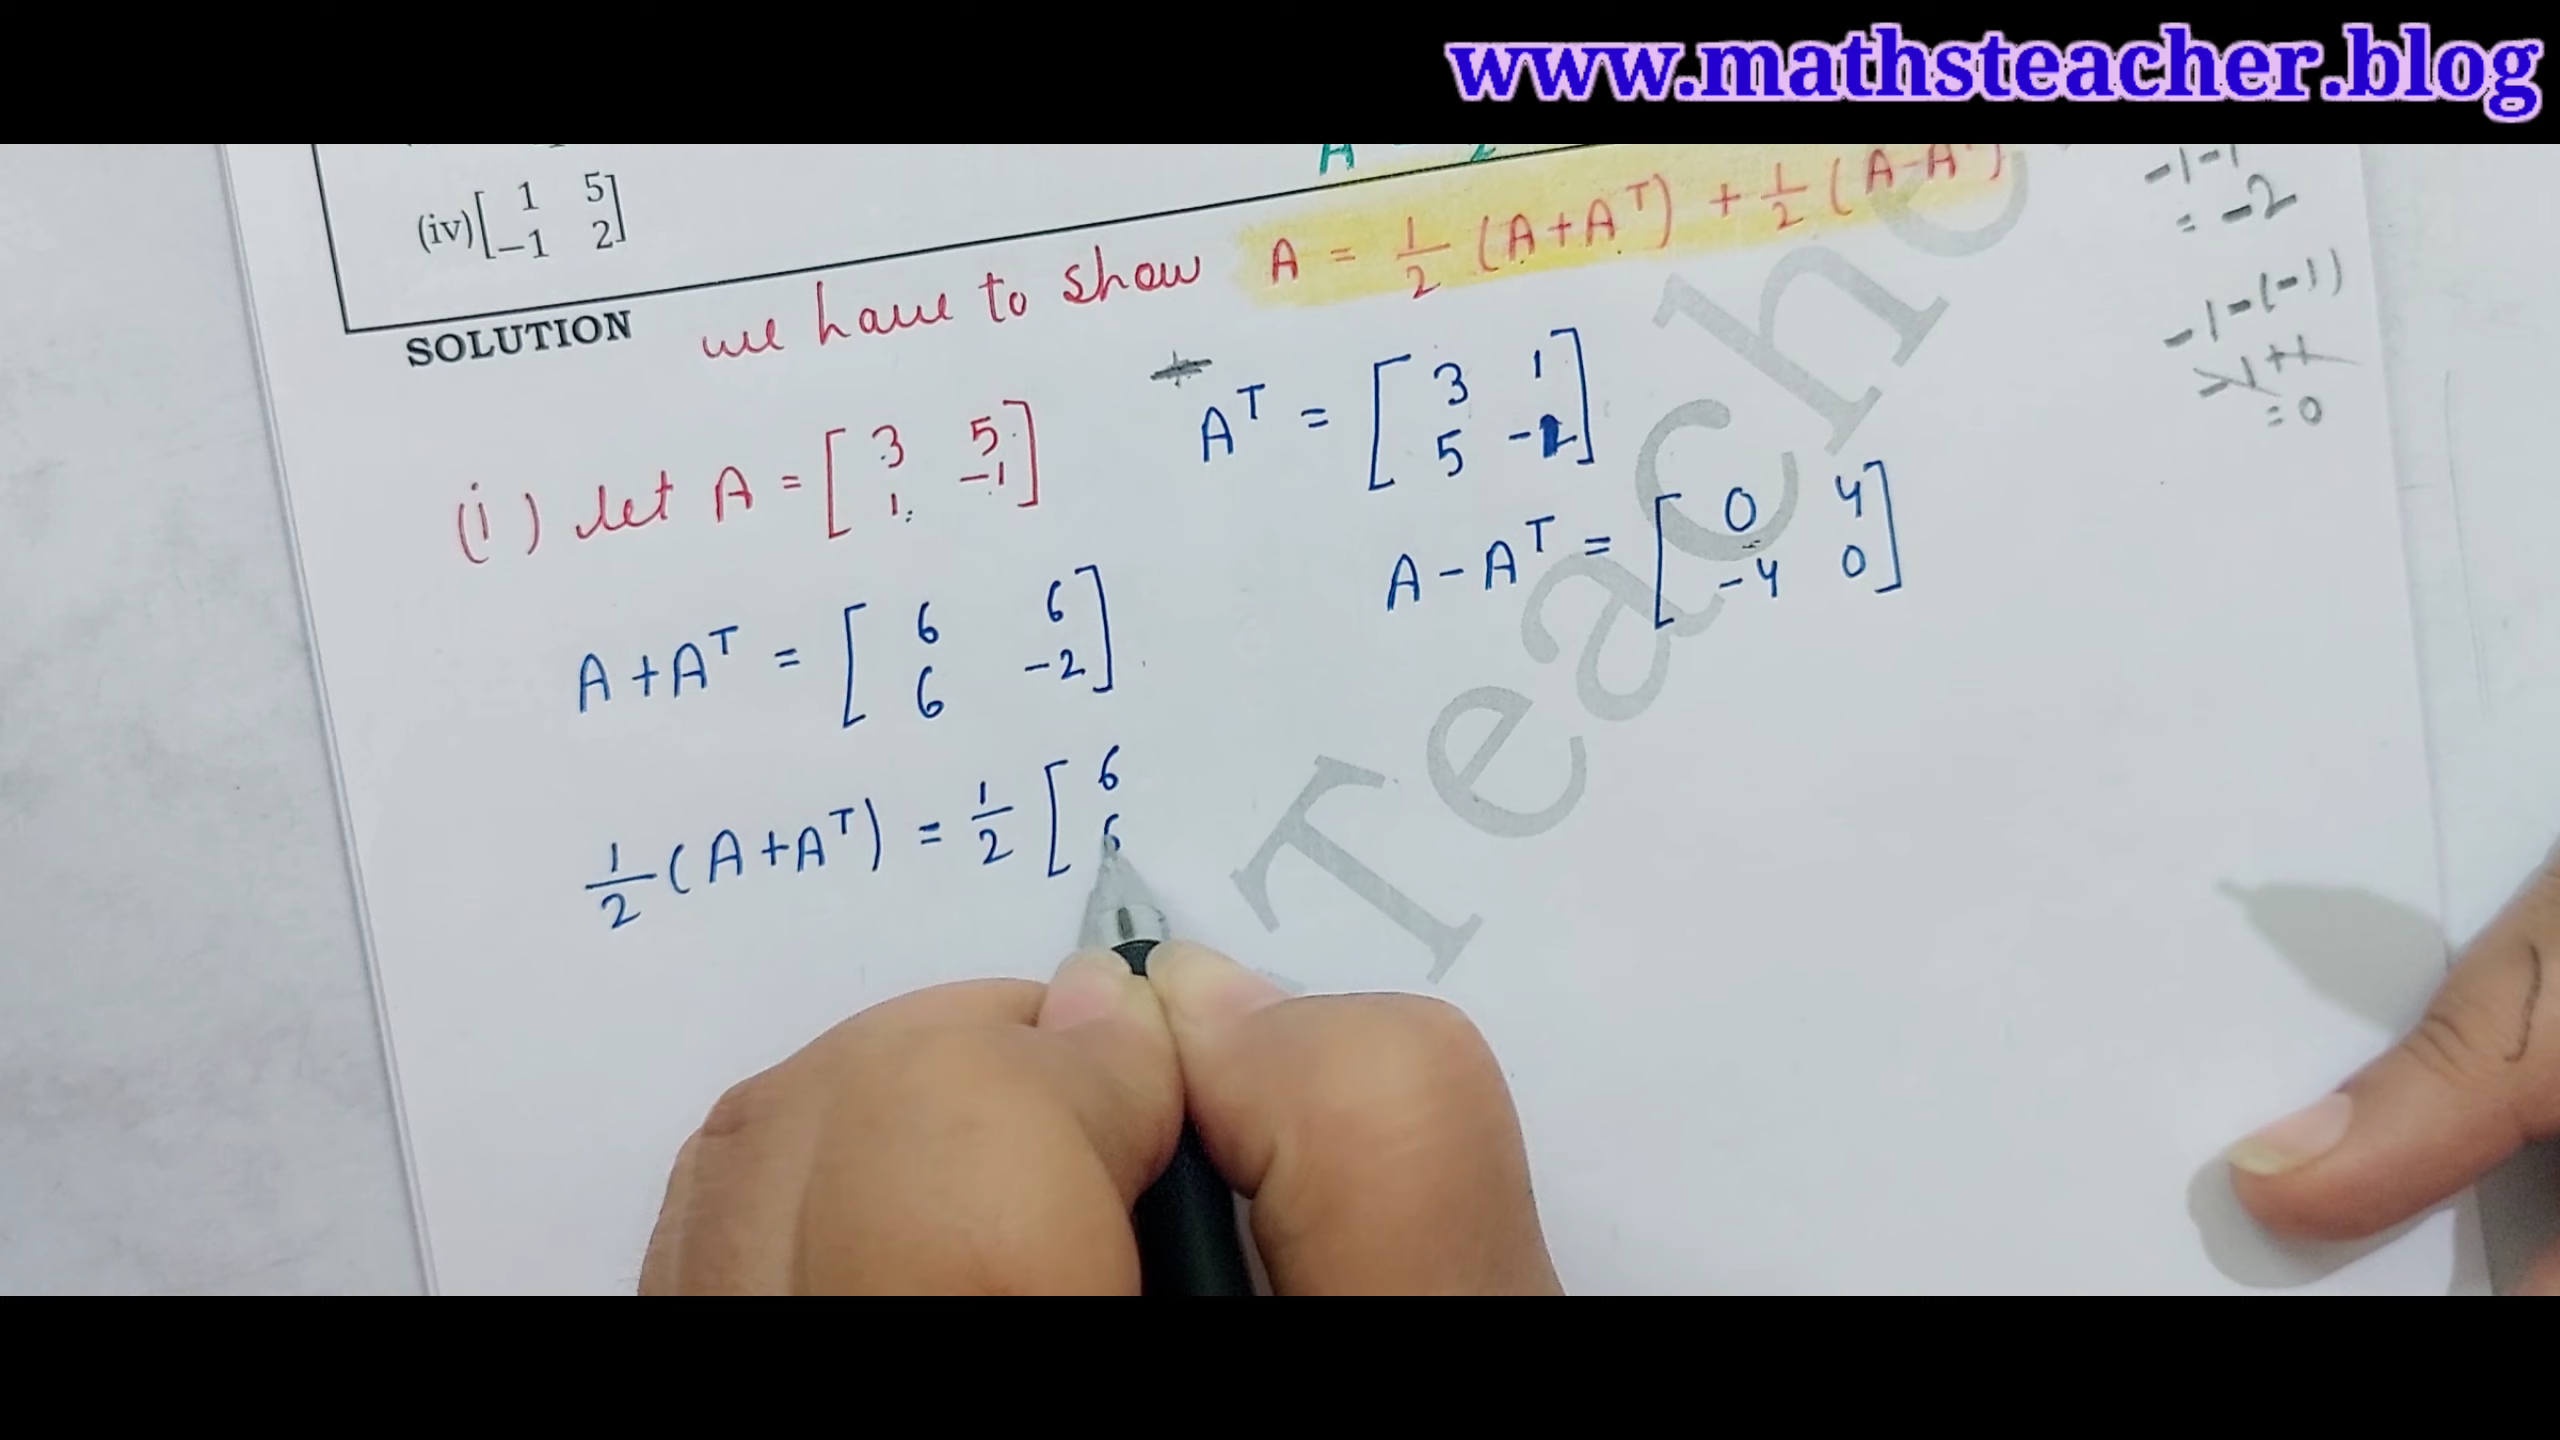 www.mathsteacher.blog
(iv) [ 1 5
-1 2 ]
A = 1/2 (A+A^T) + 1/2 (A-A^T)
SOLUTION we have to show
-1-1
= -2
-1-(-1)
-1+1
= 0
(i) let A = [ 3 5
1 -1 ]
A^T = [ 3 1
5 -1 ]
A+A^T = [ 6 6
6 -2 ]
A-A^T = [ 0 4
-4 0 ]
1/2 (A+A^T) = 1/2 [ 6
6
Teache